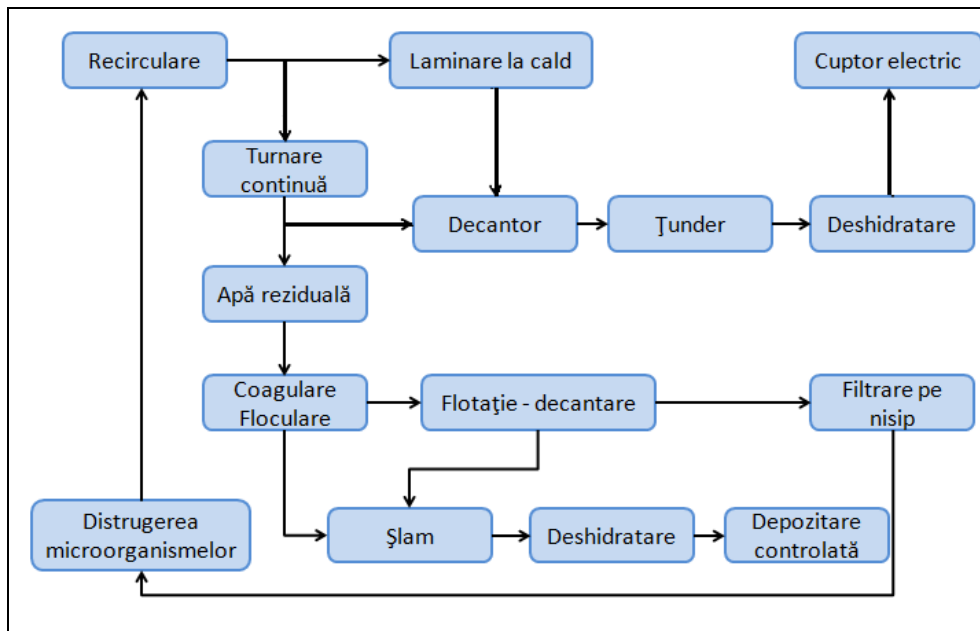 Recirculare
Laminare la cald
Cuptor electric
Turnare
continuă
Decantor
Ţunder
Deshidratare
Apă reziduală
Coagulare
Floculare
Flotaţie - decantare
Filtrare pe
nisip
Distrugerea
microorganismelor
Şlam
Deshidratare
Depozitare
controlată